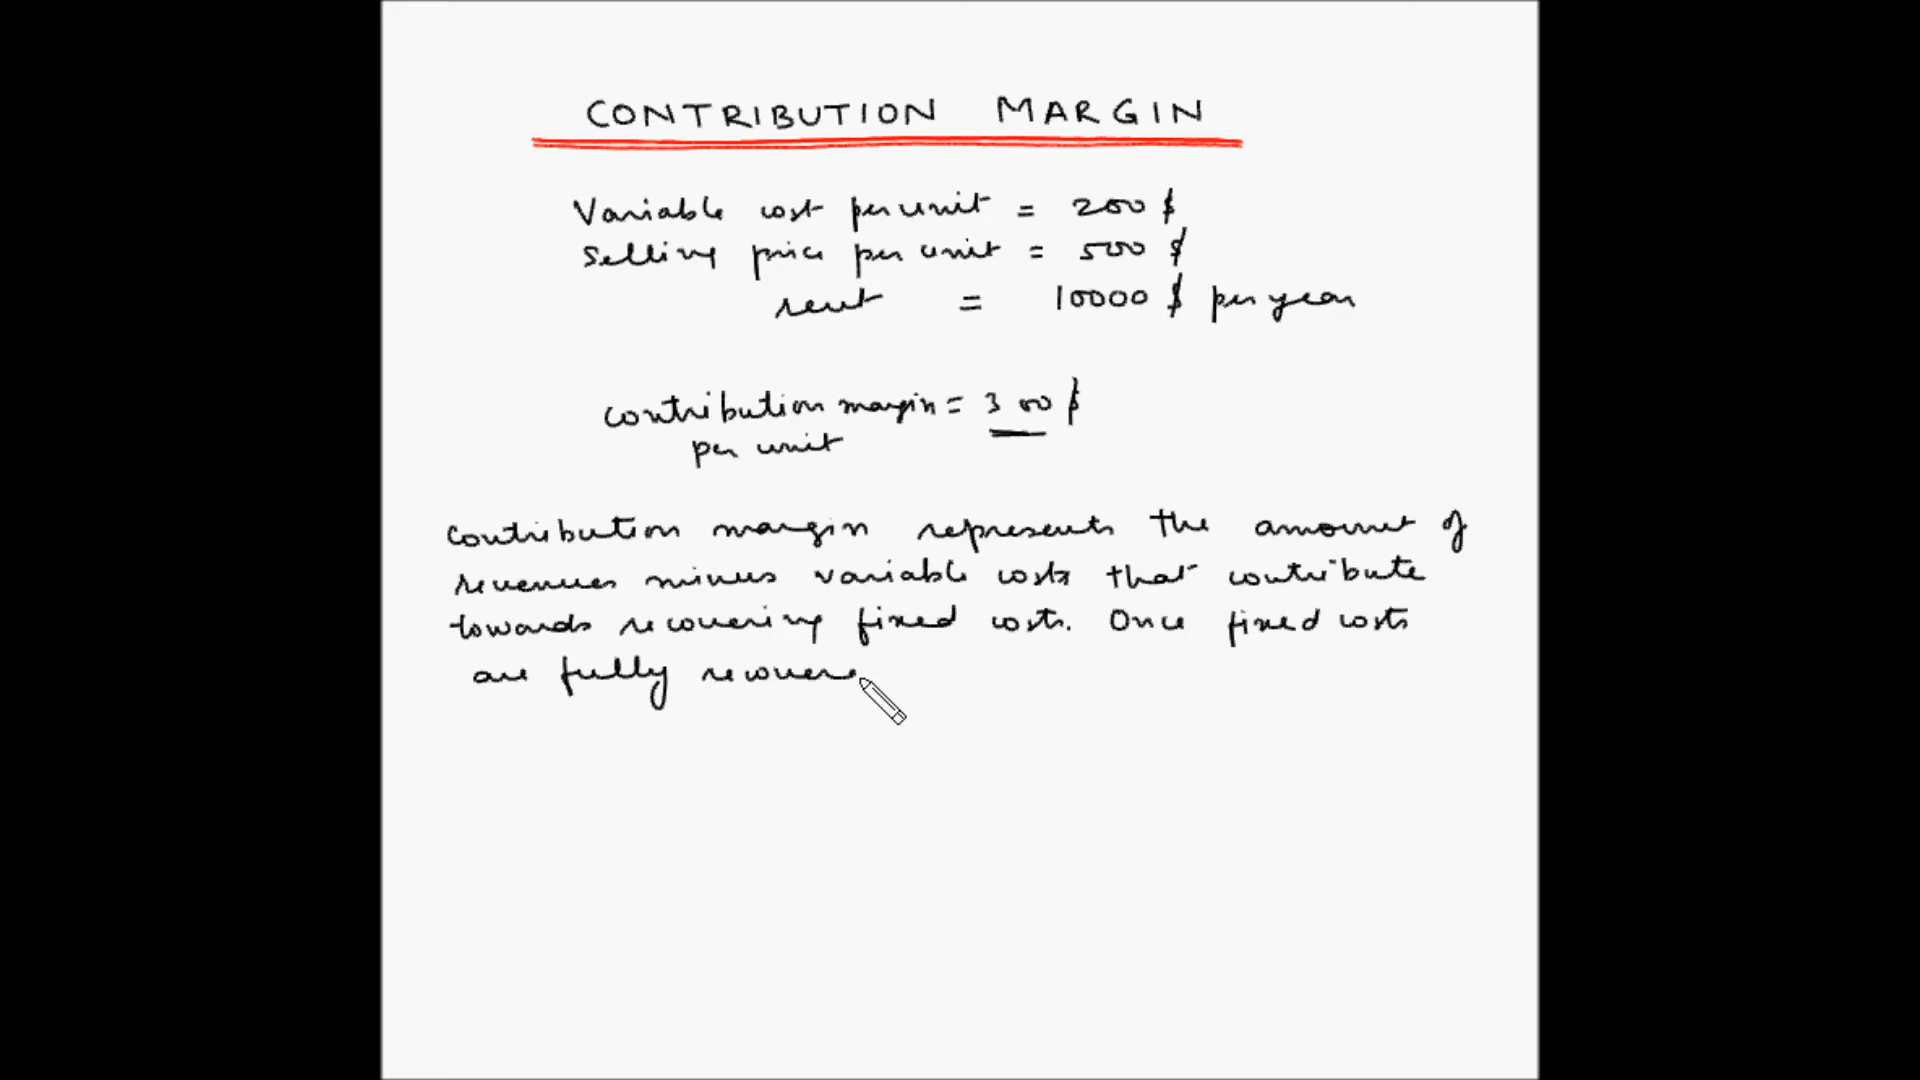 CONTRIBUTION MARGIN
Variable cost per unit = 200 $
Selling price per unit = 500 $
rent = 10000 $ per year
contribution margin = 300 $
per unit
Contribution margin represents the amount of
revenues minus variable costs that contribute
towards recovering fixed costs. Once fixed costs
are fully recovere